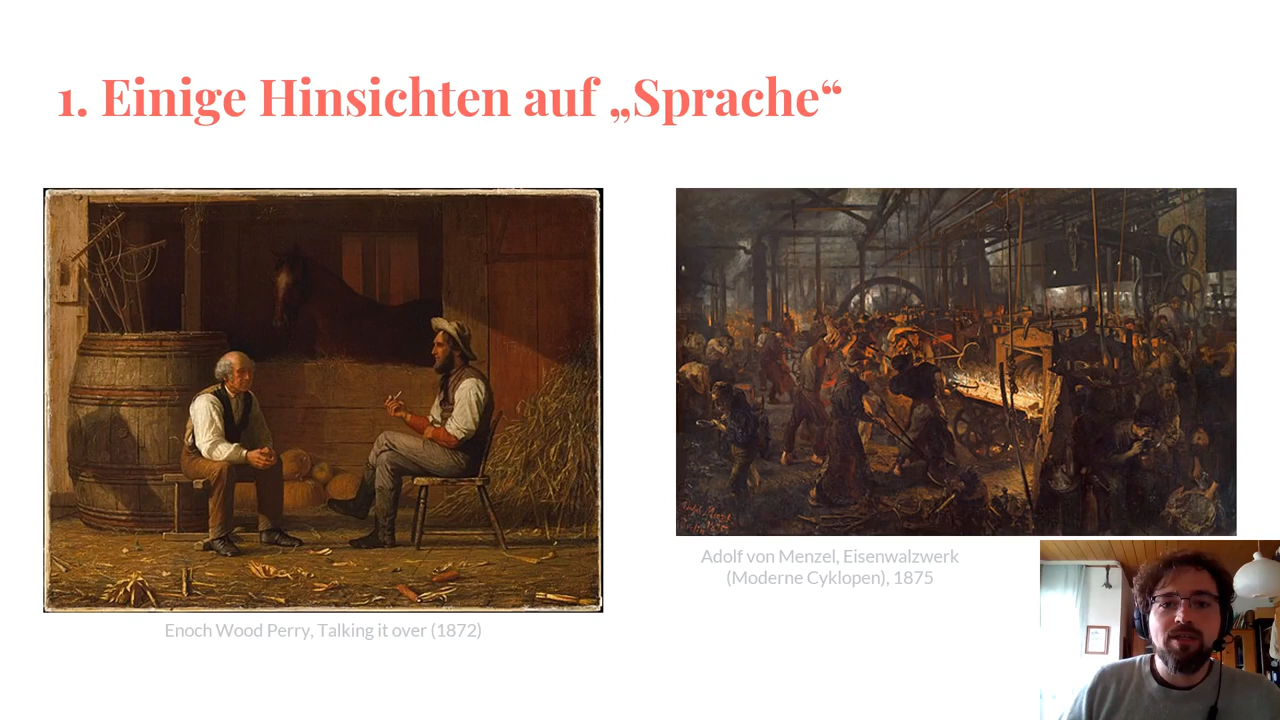 1. Einige Hinsichten auf „Sprache“
Enoch Wood Perry, Talking it over (1872)
Adolf von Menzel, Eisenwalzwerk
(Moderne Cyklopen), 1875